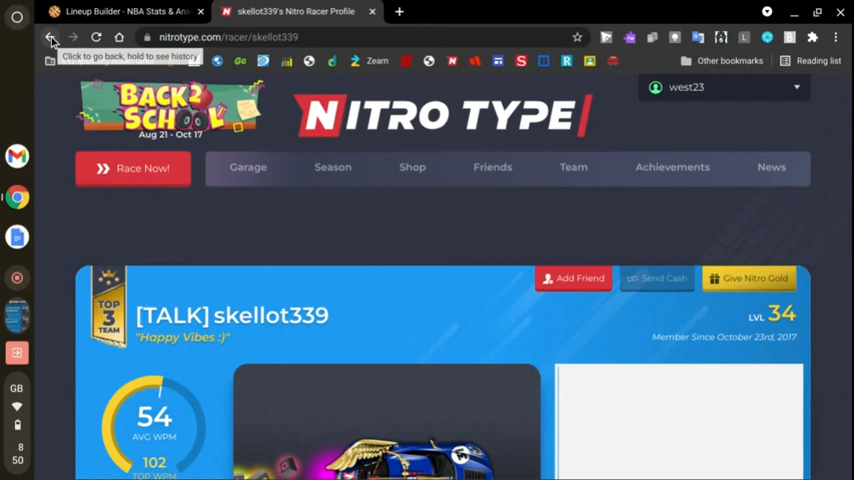 Lineup Builder - NBA Stats & Ana
skellot339's Nitro Racer Profile
nitrotype.com/racer/skellot339
Click to go back, hold to see history
Go
Zeam
Other bookmarks
Reading list
BACK2
SCHOOL
Aug 21 - Oct 17
NITRO TYPE
west23
Race Now!
Garage
Season
Shop
Friends
Team
Achievements
News
TOP
3
TEAM
Add Friend
Send Cash
Give Nitro Gold
[TALK] skellot339
"Happy Vibes :)"
LVL 34
Member Since October 23rd, 2017
54
AVG WPM
102
TOP WPM
GB
8
50